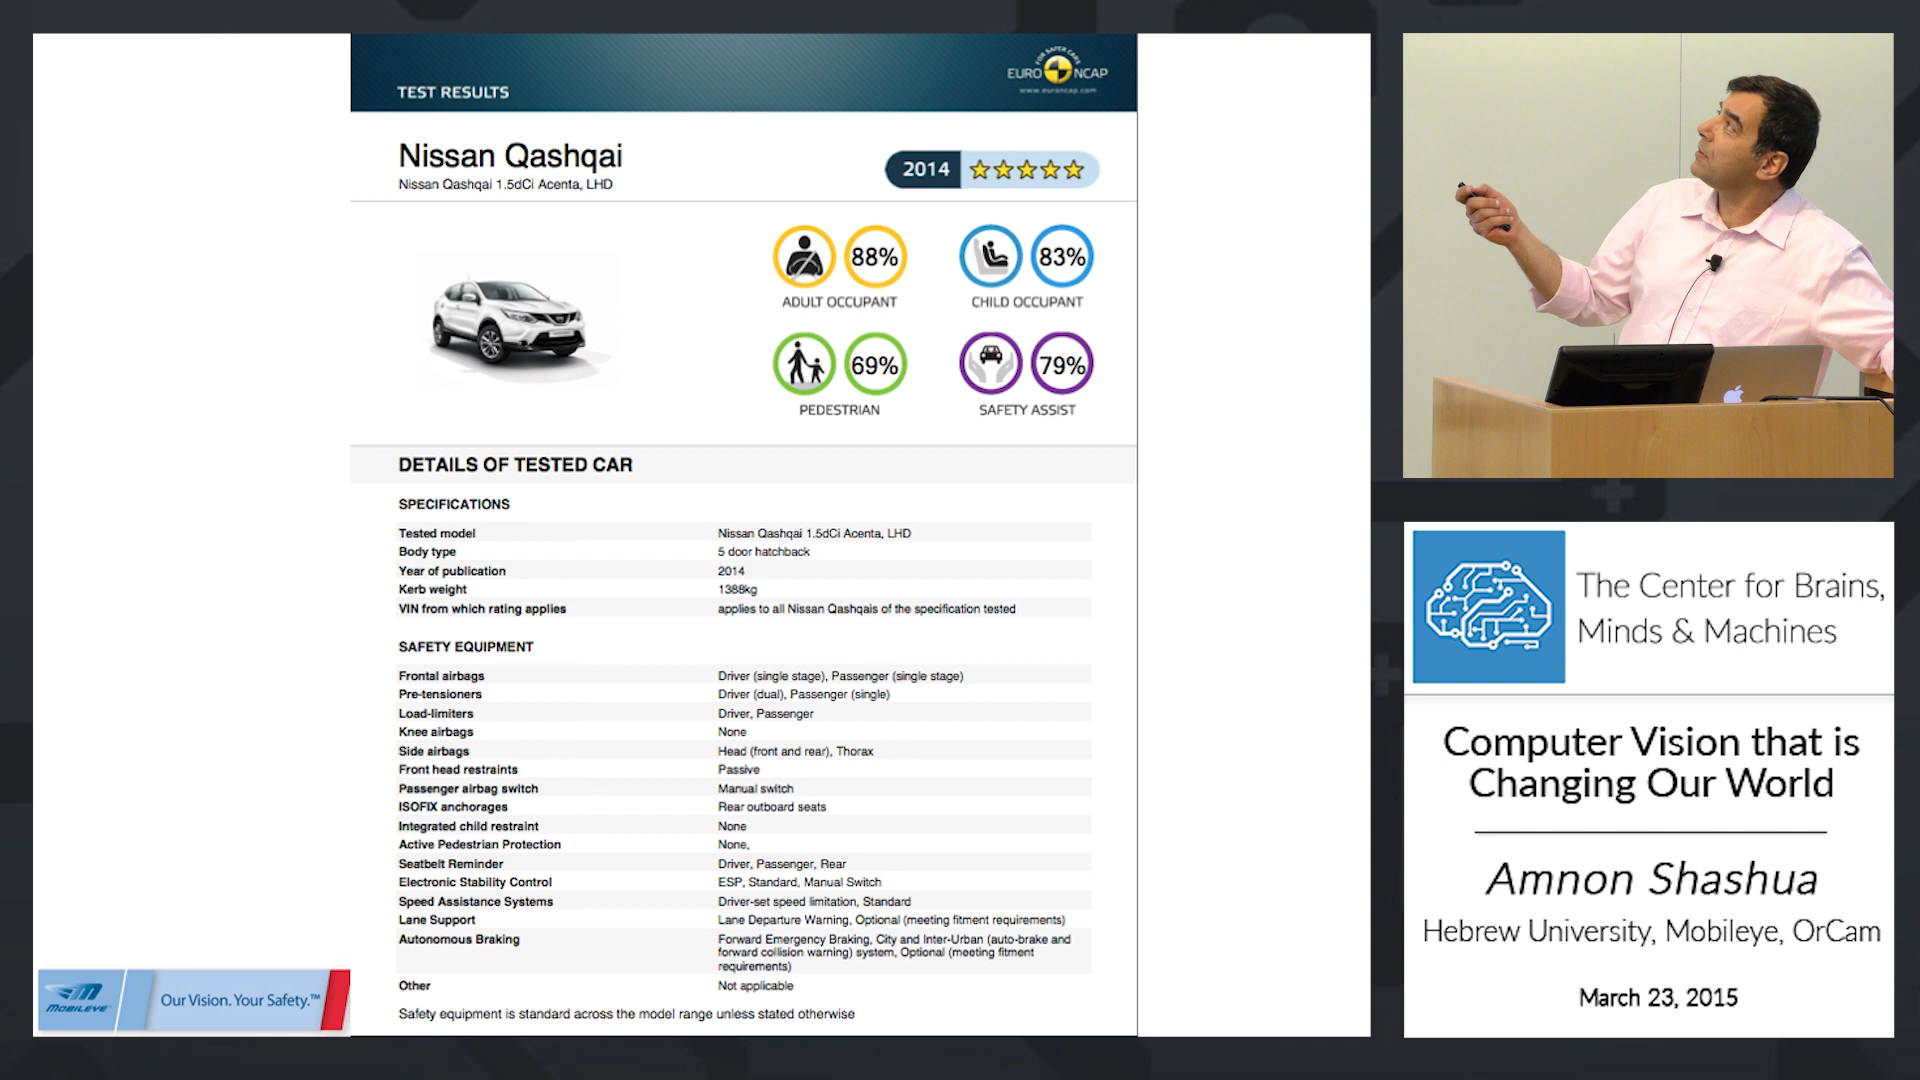 TEST RESULTS
FOR SAFER CARS
EURO NCAP
www.euroncap.com
Nissan Qashqai
Nissan Qashqai 1.5dCi Acenta, LHD
2014
88%
83%
ADULT OCCUPANT
CHILD OCCUPANT
69%
79%
PEDESTRIAN
SAFETY ASSIST
DETAILS OF TESTED CAR
SPECIFICATIONS
Tested model Nissan Qashqai 1.5dCi Acenta, LHD
Body type 5 door hatchback
Year of publication 2014
Kerb weight 1388kg
VIN from which rating applies applies to all Nissan Qashqais of the specification tested
SAFETY EQUIPMENT
Frontal airbags Driver (single stage), Passenger (single stage)
Pre-tensioners Driver (dual), Passenger (single)
Load-limiters Driver, Passenger
Knee airbags None
Side airbags Head (front and rear), Thorax
Front head restraints Passive
Passenger airbag switch Manual switch
ISOFIX anchorages Rear outboard seats
Integrated child restraint None
Active Pedestrian Protection None,
Seatbelt Reminder Driver, Passenger, Rear
Electronic Stability Control ESP, Standard, Manual Switch
Speed Assistance Systems Driver-set speed limitation, Standard
Lane Support Lane Departure Warning, Optional (meeting fitment requirements)
Autonomous Braking Forward Emergency Braking, City and Inter-Urban (auto-brake and
forward collision warning) system, Optional (meeting fitment
requirements)
Other Not applicable
Safety equipment is standard across the model range unless stated otherwise
MOBILEYE
Our Vision. Your Safety.™
The Center for Brains,
Minds & Machines
Computer Vision that is
Changing Our World
Amnon Shashua
Hebrew University, Mobileye, OrCam
March 23, 2015